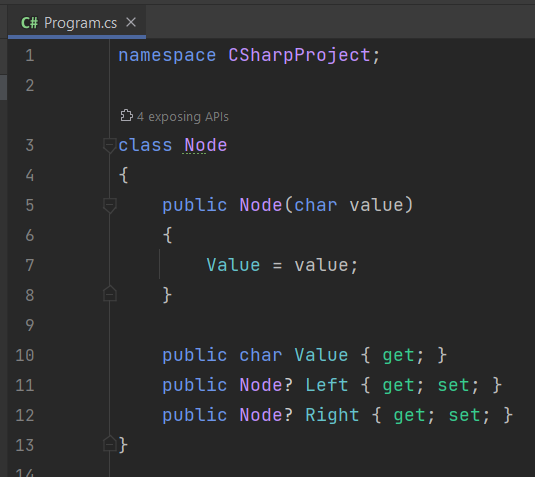 C# Program.cs ×
1 namespace CSharpProject;
2
4 exposing APIs
3 class Node
4 {
5     public Node(char value)
6     {
7         Value = value;
8     }
9
10     public char Value { get; }
11     public Node? Left { get; set; }
12     public Node? Right { get; set; }
13 }
14